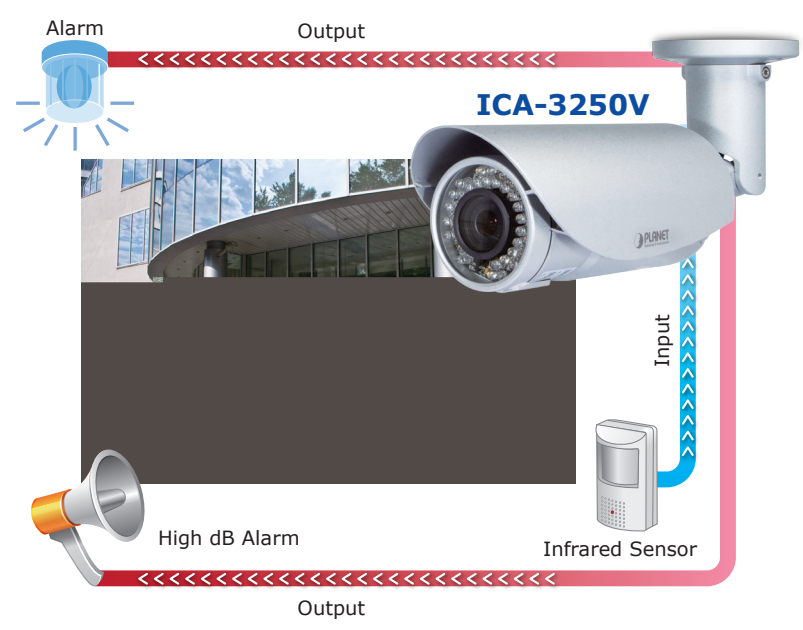 Alarm
Output
ICA-3250V
PLANET
Input
High dB Alarm
Infrared Sensor
Output